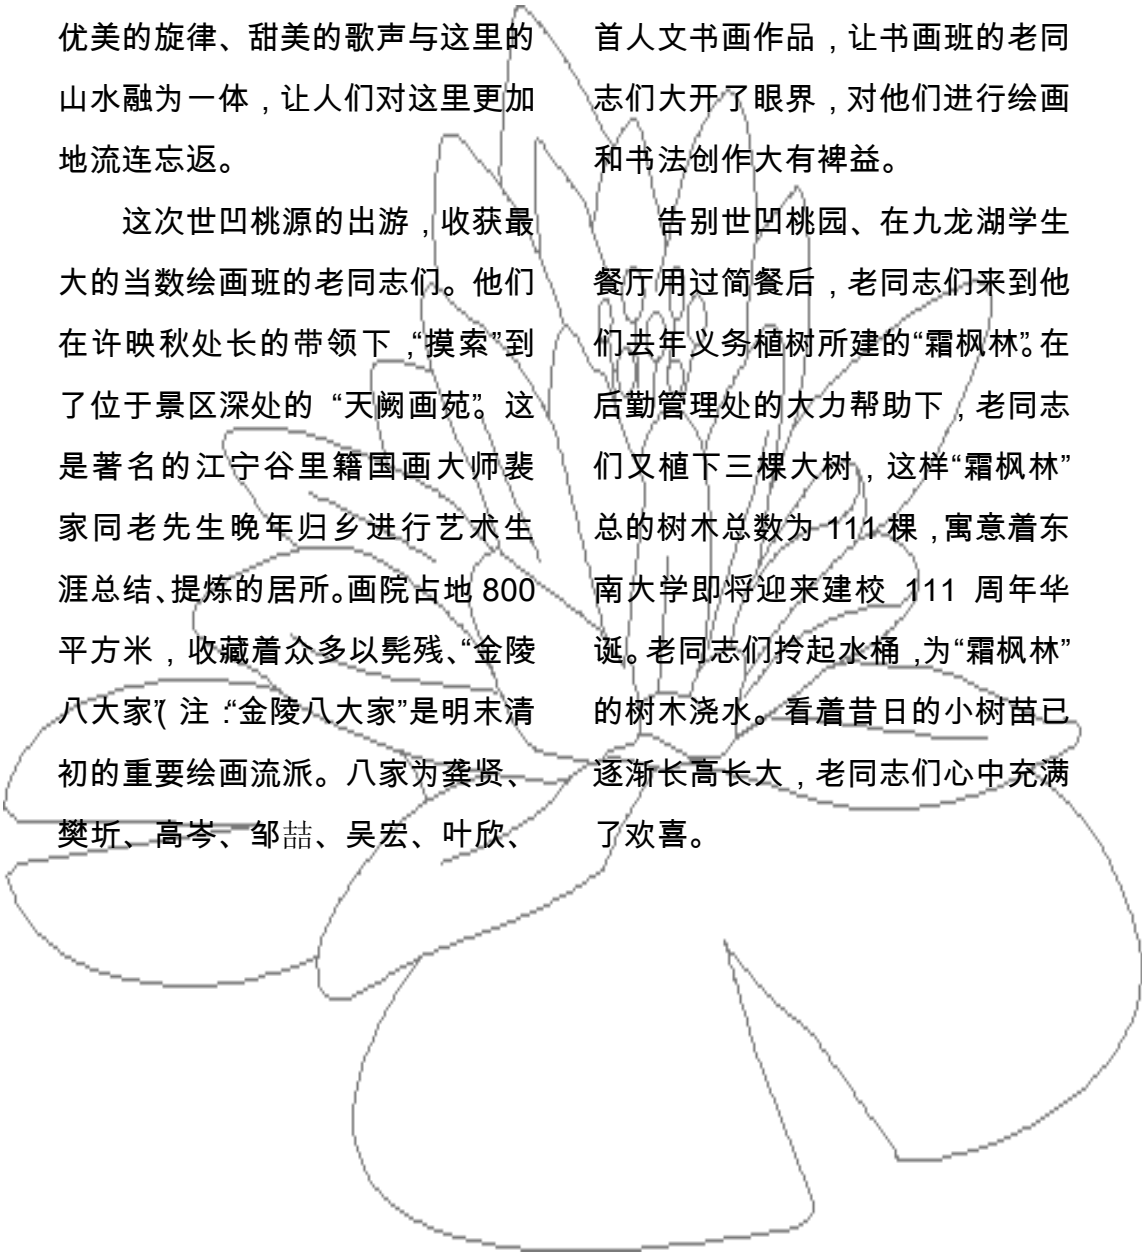 优美的旋律、甜美的歌声与这里的
山水融为一体，让人们对这里更加
地流连忘返。
这次世凹桃源的出游，收获最
大的当数绘画班的老同志们。他们
在许映秋处长的带领下，“摸索”到
了位于景区深处的 “天阙画苑”。这
是著名的江宁谷里籍国画大师裴
家同老先生晚年归乡进行艺术生
涯总结、提炼的居所。画院占地 800
平方米，收藏着众多以髡残、“金陵
八大家”（注：“金陵八大家”是明末清
初的重要绘画流派。八家为龚贤、
樊圻、高岑、邹喆、吴宏、叶欣、
首人文书画作品，让书画班的老同
志们大开了眼界，对他们进行绘画
和书法创作大有裨益。
告别世凹桃园、在九龙湖学生
餐厅用过简餐后，老同志们来到他
们去年义务植树所建的“霜枫林”。在
后勤管理处的大力帮助下，老同志
们又植下三棵大树，这样“霜枫林”
总的树木总数为 111 棵，寓意着东
南大学即将迎来建校 111 周年华
诞。老同志们拎起水桶，为“霜枫林”
的树木浇水。看着昔日的小树苗已
逐渐长高长大，老同志们心中充满
了欢喜。